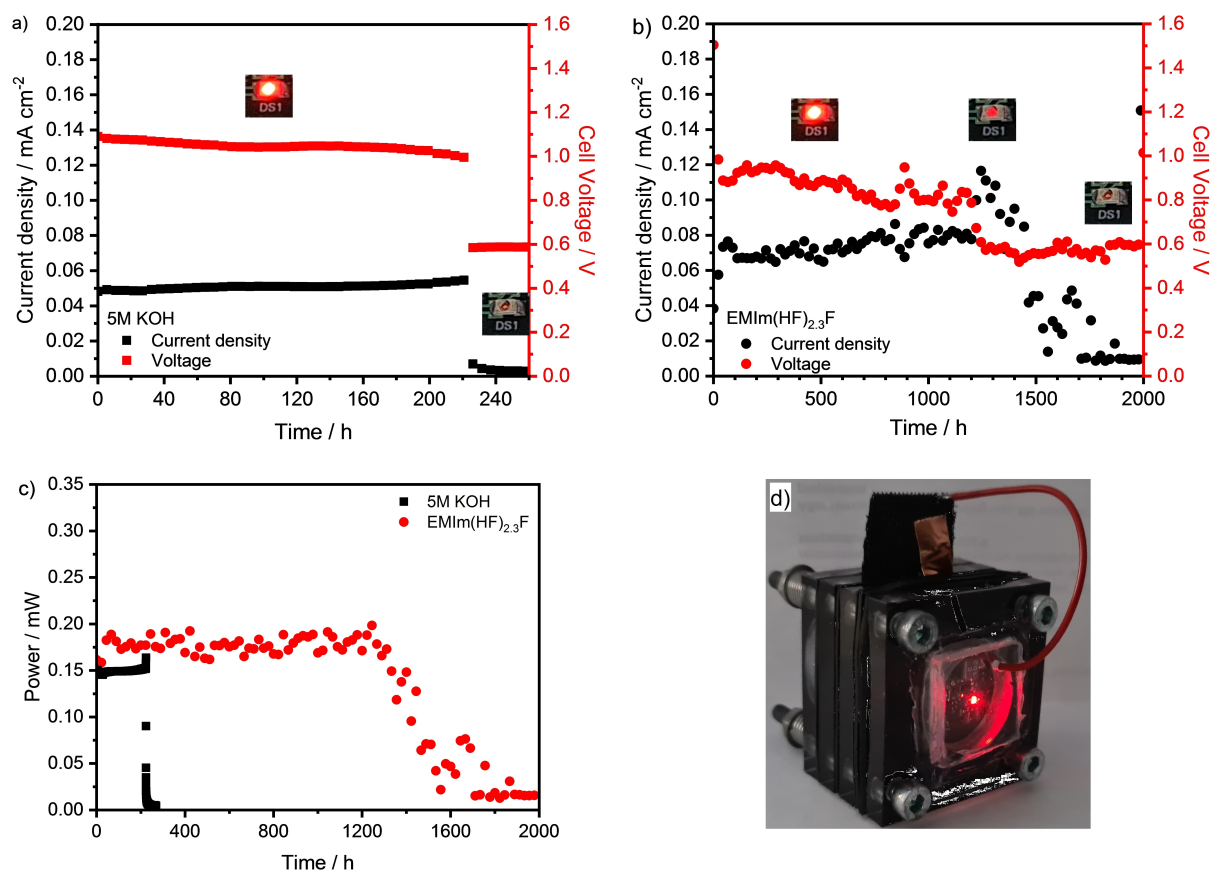 a)
0.20
0.18
0.16
0.14
0.12
0.10
0.08
0.06
0.04
0.02
0.00
Current density / mA cm-2
1.6
1.4
1.2
1.0
0.8
0.6
0.4
0.2
0.0
Cell Voltage / V
DS1
DS1
5M KOH
Current density
Voltage
0 40 80 120 160 200 240
Time / h
b)
0.20
0.18
0.16
0.14
0.12
0.10
0.08
0.06
0.04
0.02
0.00
Current density / mA cm-2
1.6
1.4
1.2
1.0
0.8
0.6
0.4
0.2
0.0
Cell Voltage / V
DS1
DS1
DS1
EMIm(HF)2.3F
Current density
Voltage
0 500 1000 1500 2000
Time / h
c)
0.35
0.30
0.25
0.20
0.15
0.10
0.05
0.00
Power / mW
5M KOH
EMIm(HF)2.3F
0 400 800 1200 1600 2000
Time / h
d)